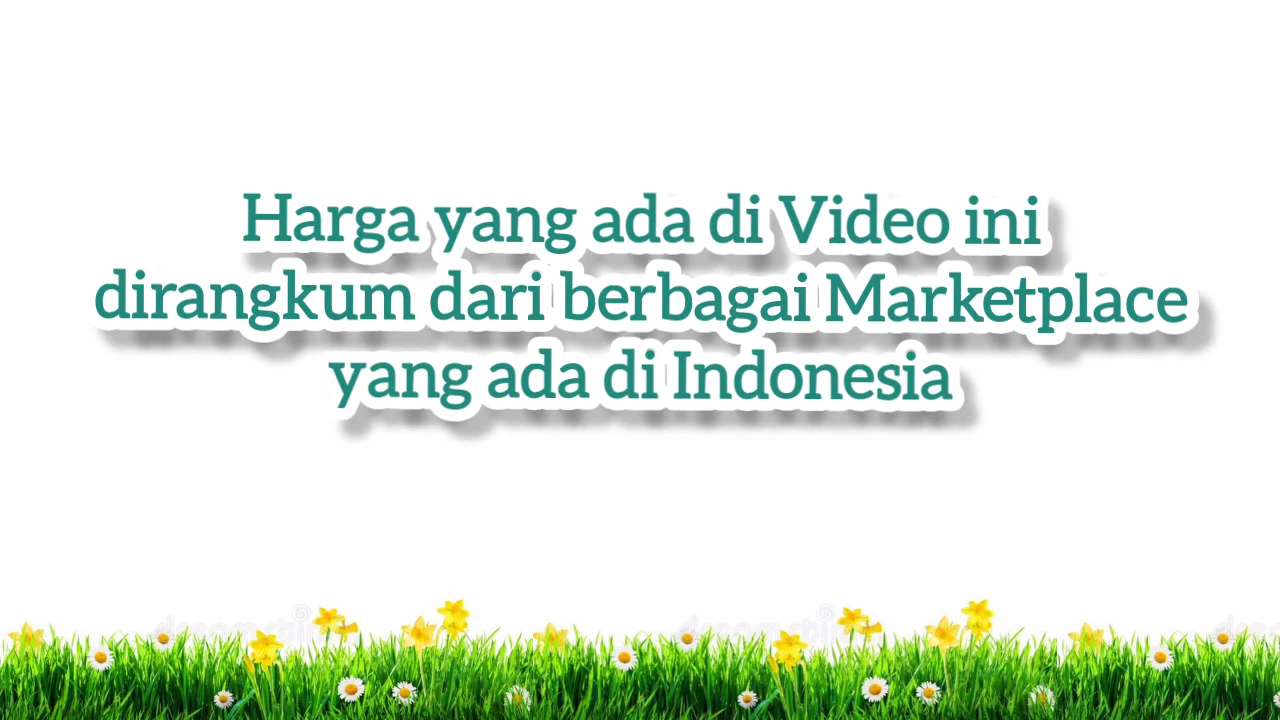 Harga yang ada di Video ini
dirangkum dari berbagai Marketplace
yang ada di Indonesia